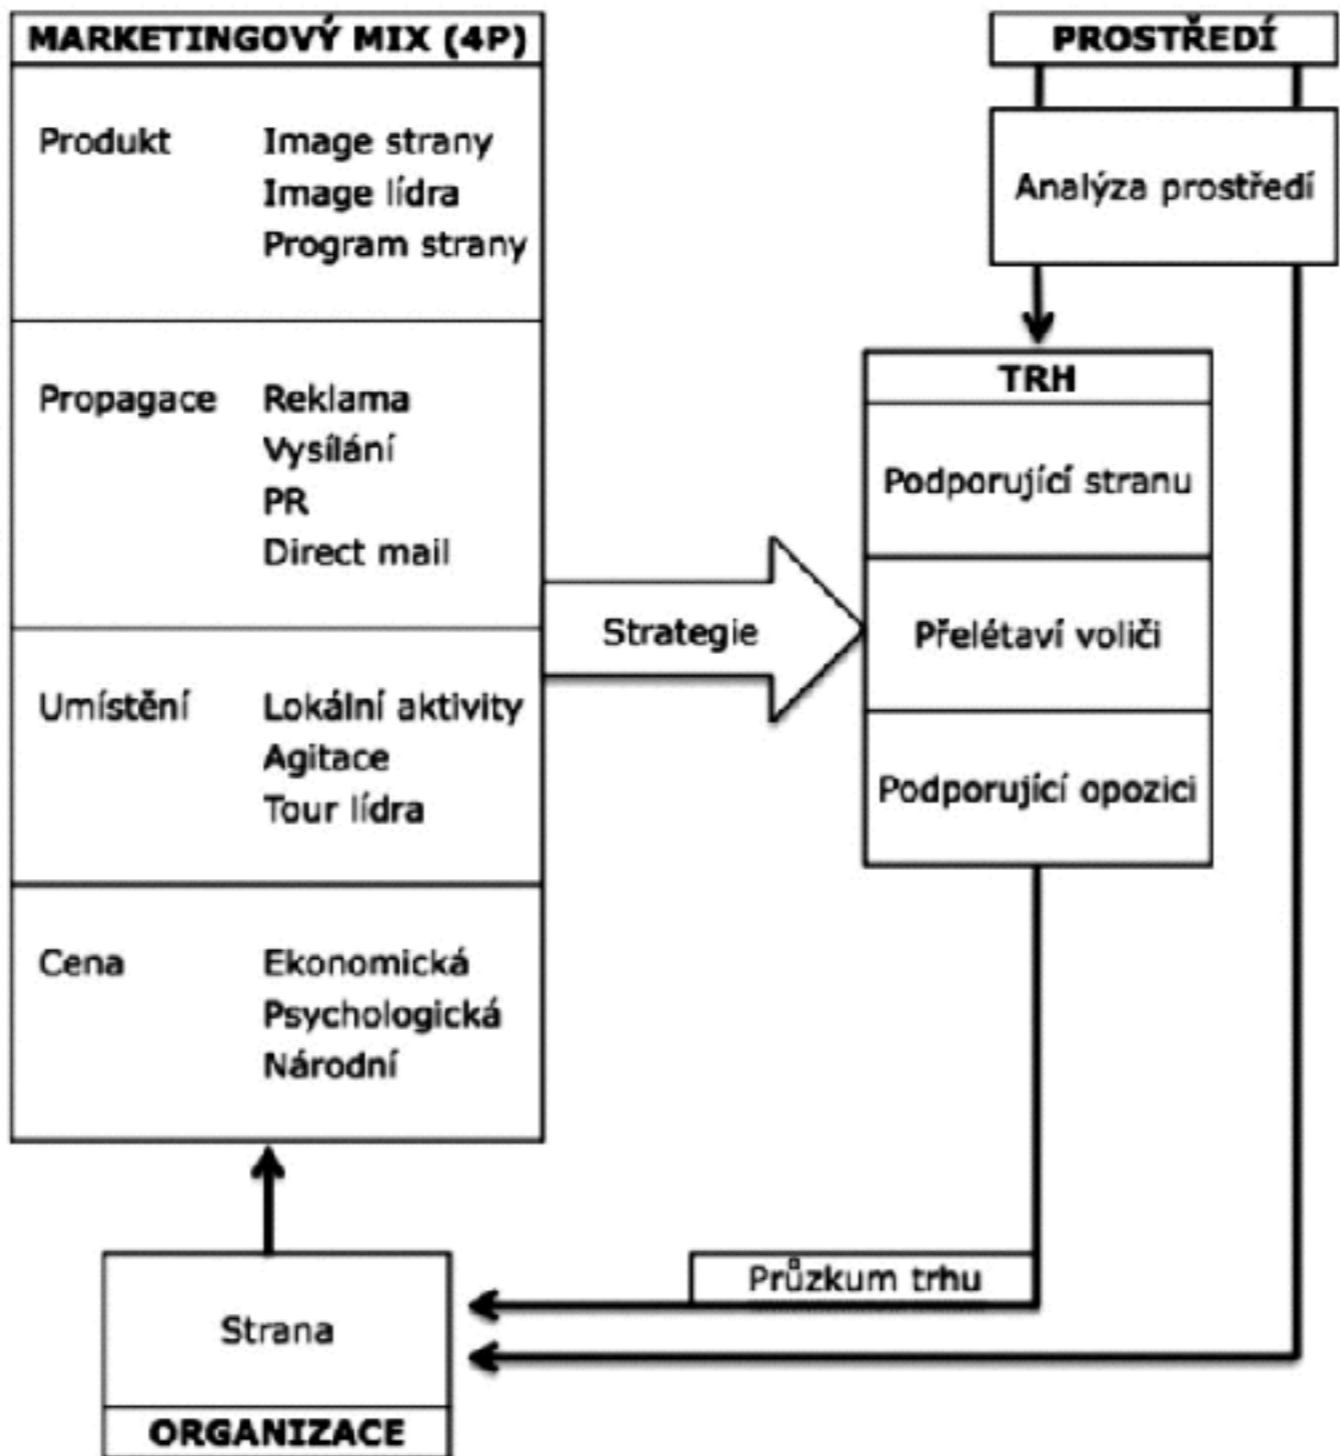 MARKETINGOVÝ MIX (4P)
Produkt Image strany
Image lídra
Program strany
Propagace Reklama
Vysílání
PR
Direct mail
Umístění Lokální aktivity
Agitace
Tour lídra
Cena Ekonomická
Psychologická
Národní
Strategie
PROSTŘEDÍ
Analýza prostředí
TRH
Podporující stranu
Přelétaví voliči
Podporující opozici
Průzkum trhu
Strana
ORGANIZACE